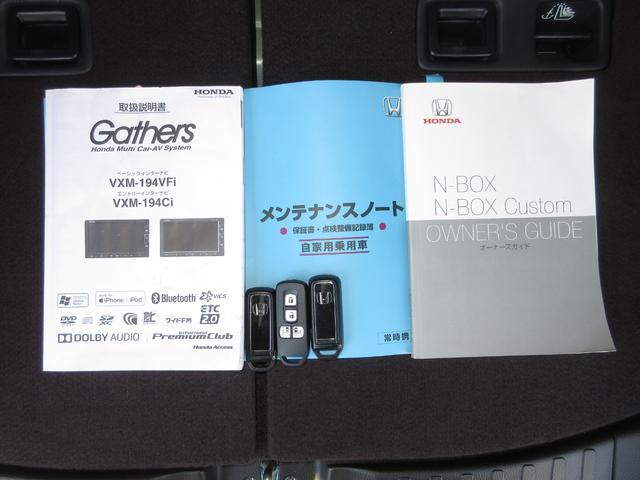 HONDA
取扱説明書
Gathers
Honda Multi Car-AV System
ベーシックインターナビ
VXM-194VFi
エントリーインターナビ
VXM-194Ci
iPhone iPod
Bluetooth
VICS
DVD
SD XC
ワイドFM
ETC 2.0
DOLBY AUDIO
internavi PremiumClub
Honda Access
メンテナンスノート
保証書・点検整備記録簿
自家用乗用車
常時携
HONDA
N-BOX
N-BOX Custom
OWNER'S GUIDE
オーナーズガイド